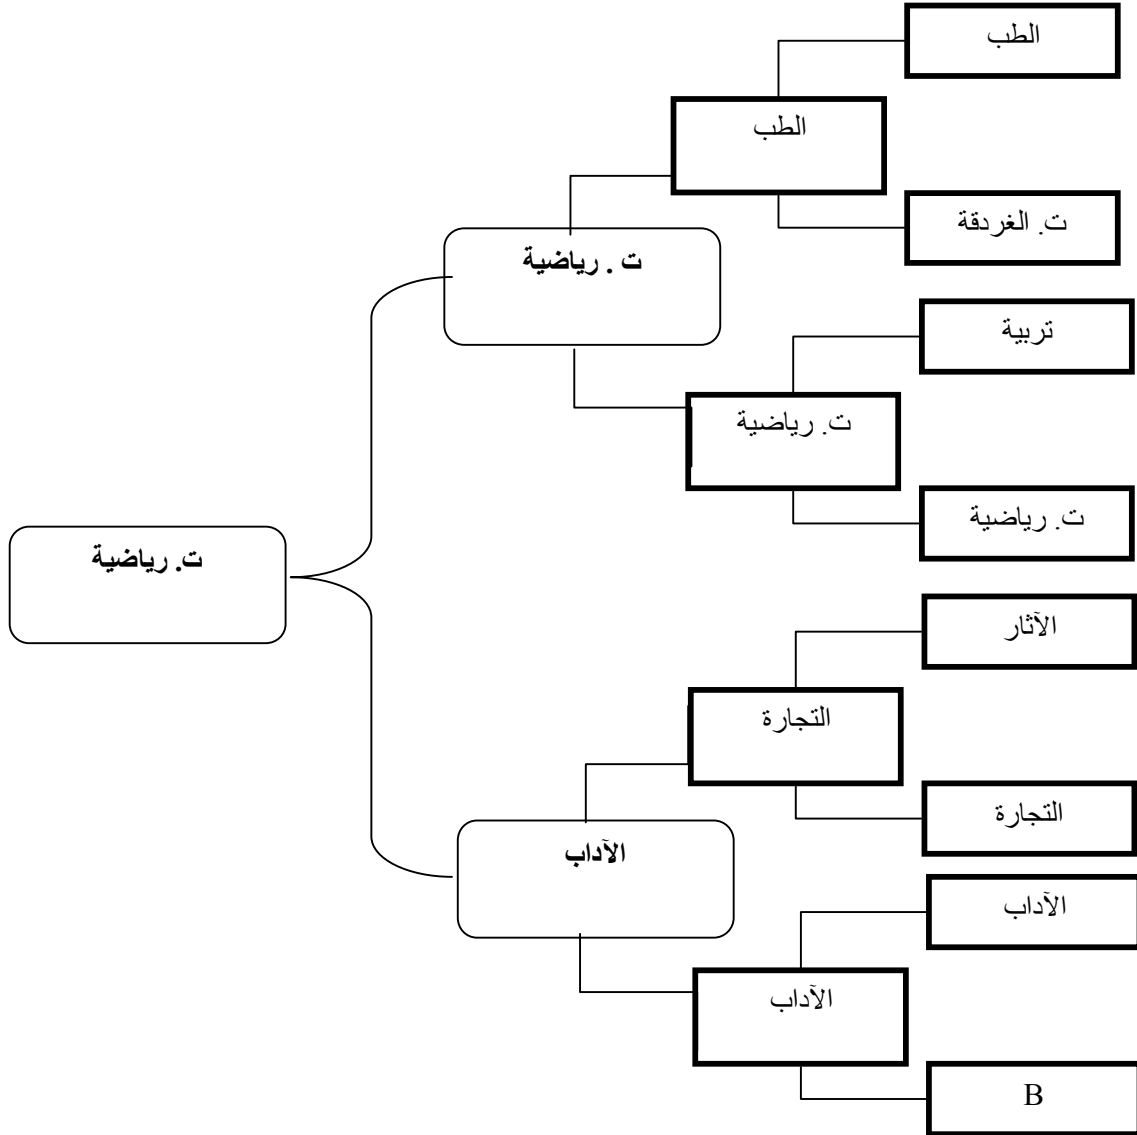 الطب
الطب
ت. الغردقة
ت . رياضية
تربية
ت. رياضية
ت. رياضية
ت. رياضية
الآثار
التجارة
التجارة
الآداب
الآداب
الآداب
B